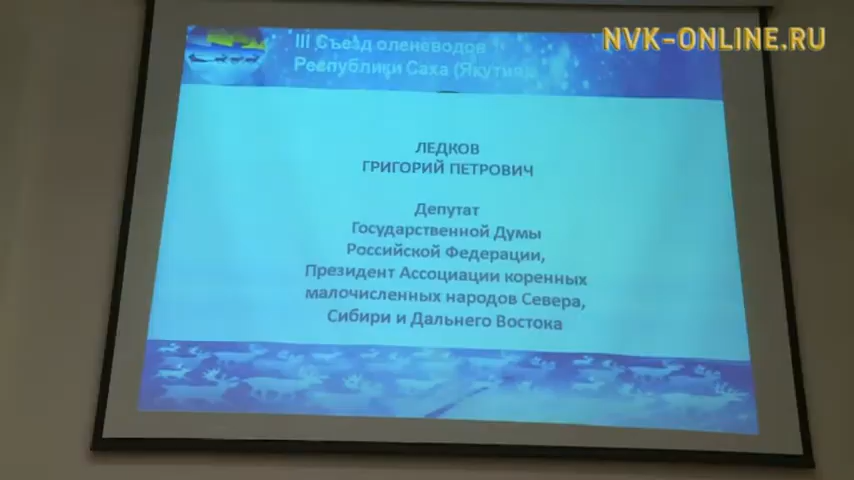 NVK-ONLINE.RU
III Съезд оленеводов
Республики Саха (Якутия)
ЛЕДКОВ
ГРИГОРИЙ ПЕТРОВИЧ
Депутат
Государственной Думы
Российской Федерации,
Президент Ассоциации коренных
малочисленных народов Севера,
Сибири и Дальнего Востока